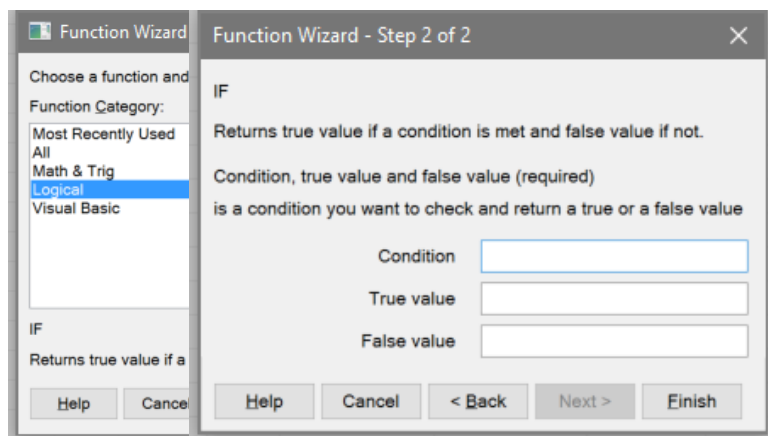 Function Wizard
Choose a function and
Function Category:
Most Recently Used
All
Math & Trig
Logical
Visual Basic
IF
Returns true value if a
Help Cancel
Function Wizard - Step 2 of 2
IF
Returns true value if a condition is met and false value if not.
Condition, true value and false value (required)
is a condition you want to check and return a true or a false value
Condition
True value
False value
Help Cancel < Back Next > Finish